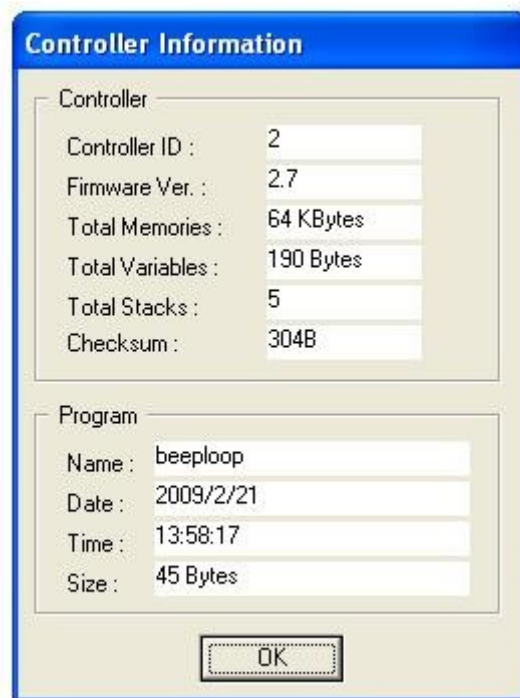 Controller Information
Controller
Controller ID : 2
Firmware Ver. : 2.7
Total Memories : 64 KBytes
Total Variables : 190 Bytes
Total Stacks : 5
Checksum : 304B
Program
Name : beeploop
Date : 2009/2/21
Time : 13:58:17
Size : 45 Bytes
OK